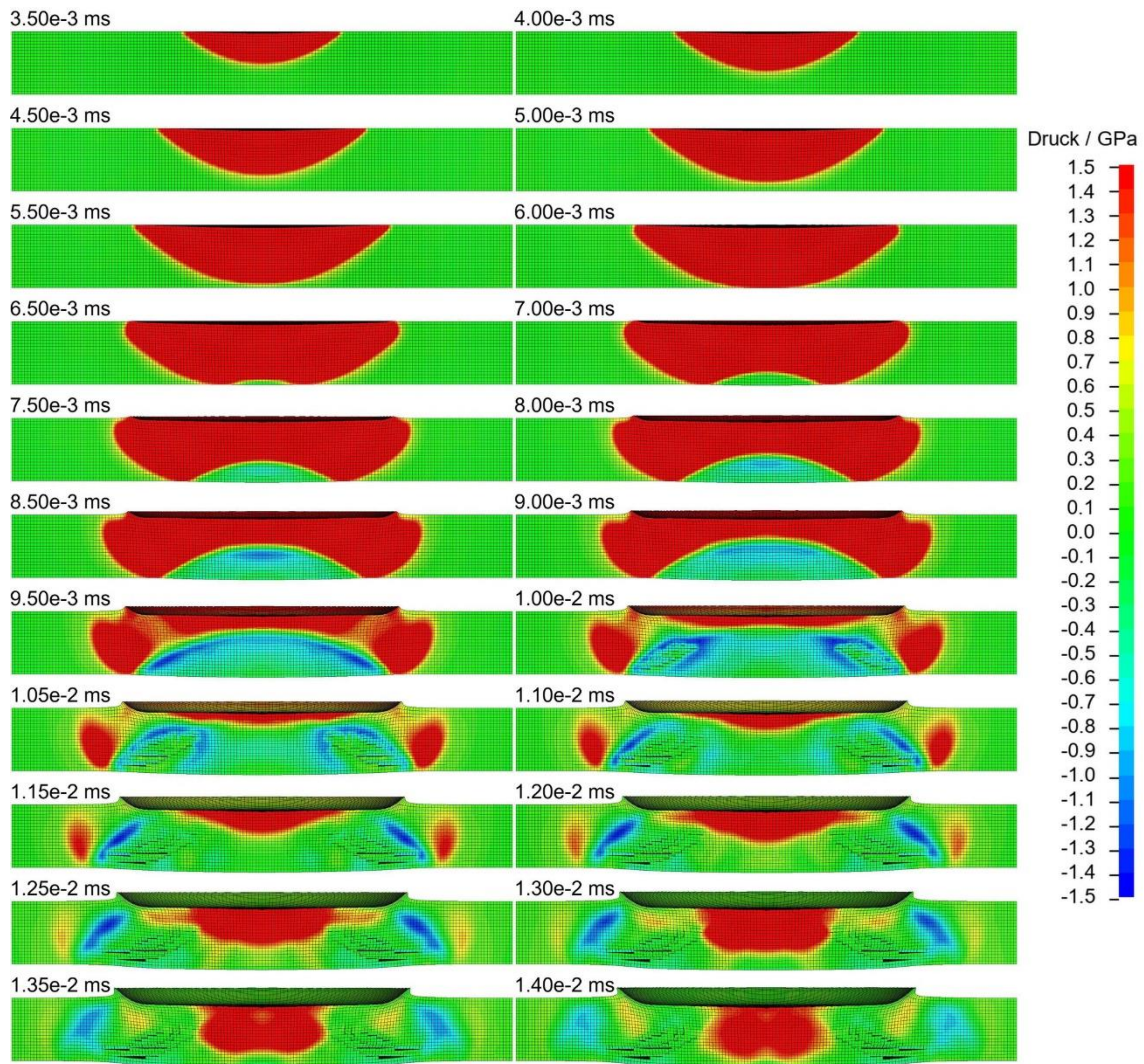 3.50e-3 ms
4.00e-3 ms
4.50e-3 ms
5.00e-3 ms
5.50e-3 ms
6.00e-3 ms
6.50e-3 ms
7.00e-3 ms
7.50e-3 ms
8.00e-3 ms
8.50e-3 ms
9.00e-3 ms
9.50e-3 ms
1.00e-2 ms
1.05e-2 ms
1.10e-2 ms
1.15e-2 ms
1.20e-2 ms
1.25e-2 ms
1.30e-2 ms
1.35e-2 ms
1.40e-2 ms
Druck / GPa
1.5
1.4
1.3
1.2
1.1
1.0
0.9
0.8
0.7
0.6
0.5
0.4
0.3
0.2
0.1
0.0
-0.1
-0.2
-0.3
-0.4
-0.5
-0.6
-0.7
-0.8
-0.9
-1.0
-1.1
-1.2
-1.3
-1.4
-1.5